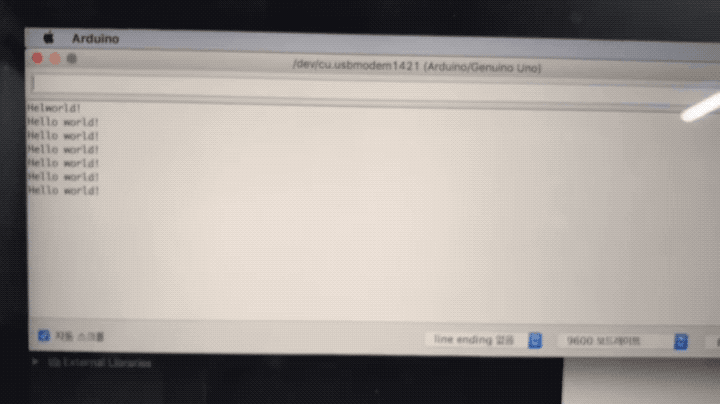 Arduino
/dev/cu.usbmodem1421 (Arduino/Genuino Uno)
Helworld!
Hello world!
Hello world!
Hello world!
Hello world!
Hello world!
Hello world!
자동 스크롤
line ending 없음
9600 보드레이트
External Libraries